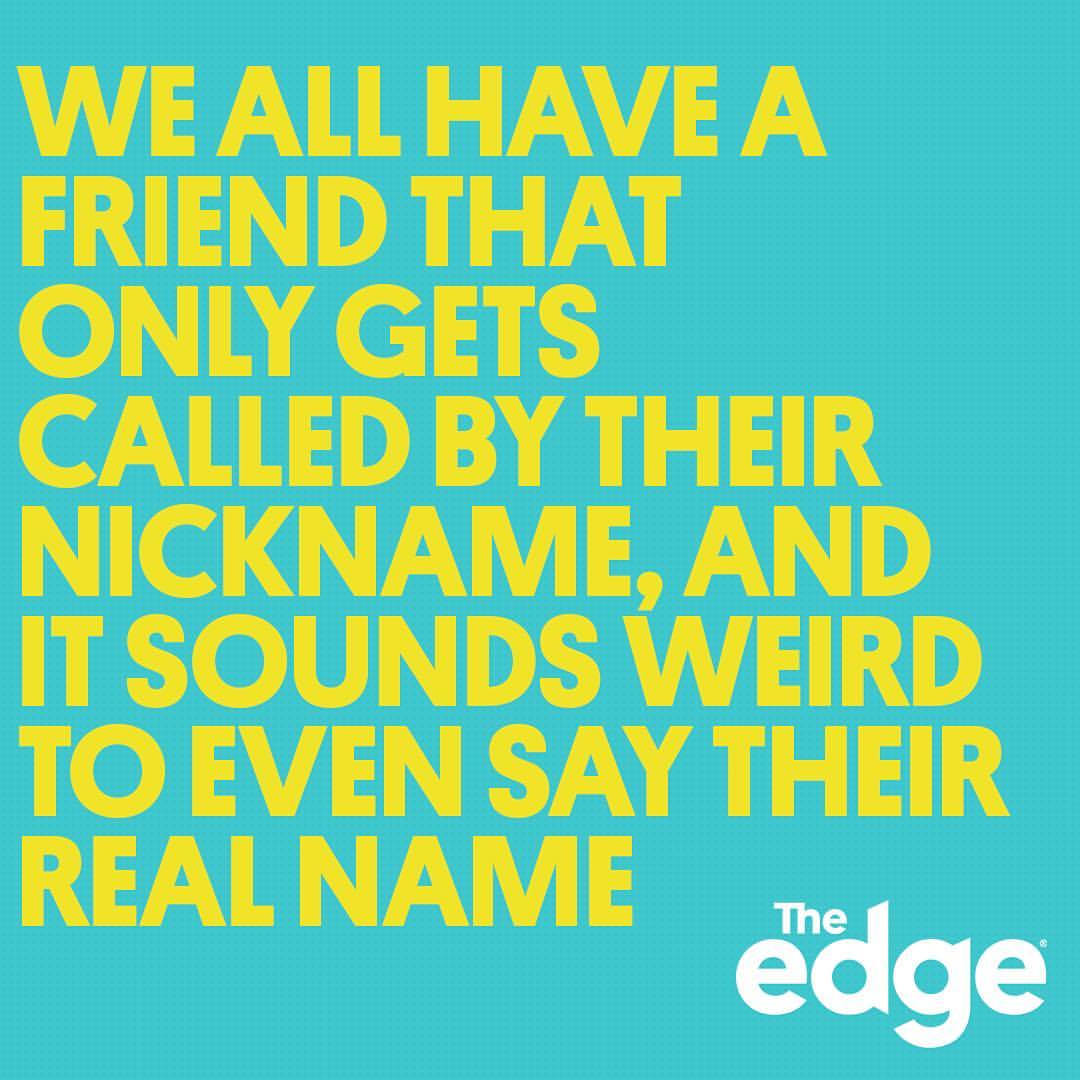 WE ALL HAVE A
FRIEND THAT
ONLY GETS
CALLED BY THEIR
NICKNAME, AND
IT SOUNDS WEIRD
TO EVEN SAY THEIR
REAL NAME
The
edge®